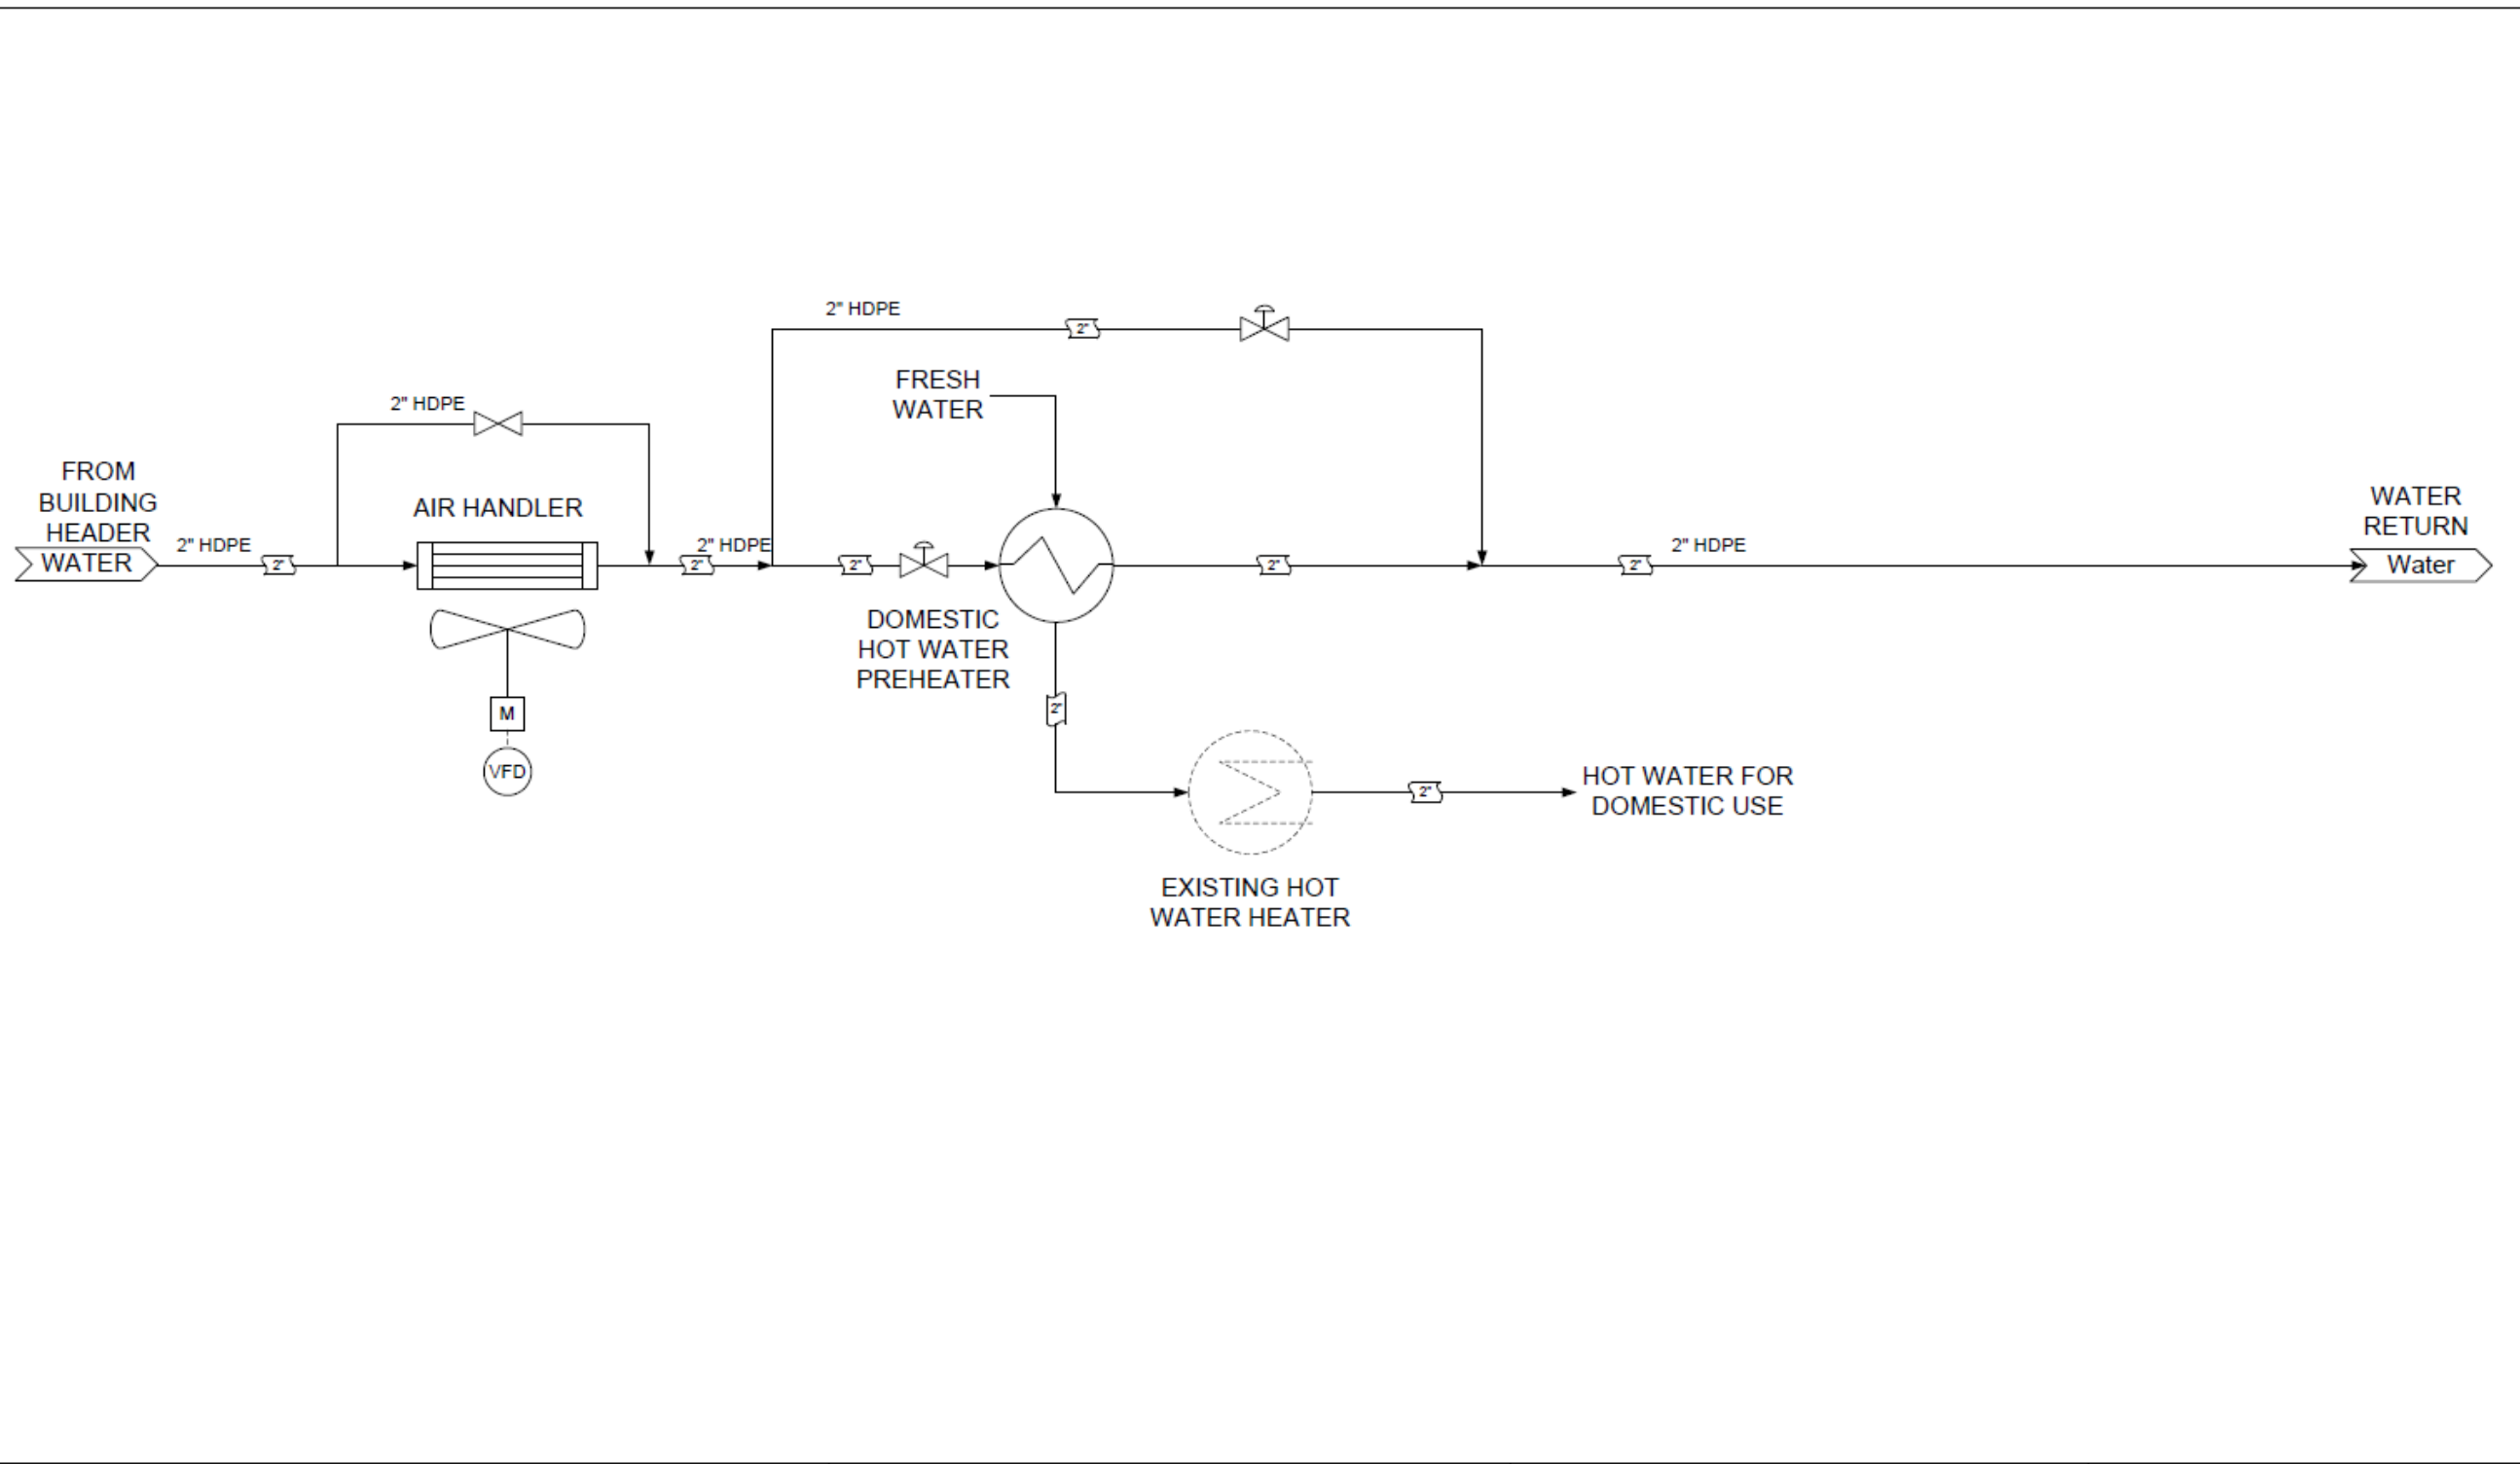 2" HDPE
2"
FRESH
WATER
2" HDPE
FROM
BUILDING
HEADER
WATER
2" HDPE
2"
AIR HANDLER
2" HDPE
2"
2"
2"
2"
2" HDPE
WATER
RETURN
Water
DOMESTIC
HOT WATER
PREHEATER
M
VFD
2"
2"
HOT WATER FOR
DOMESTIC USE
EXISTING HOT
WATER HEATER